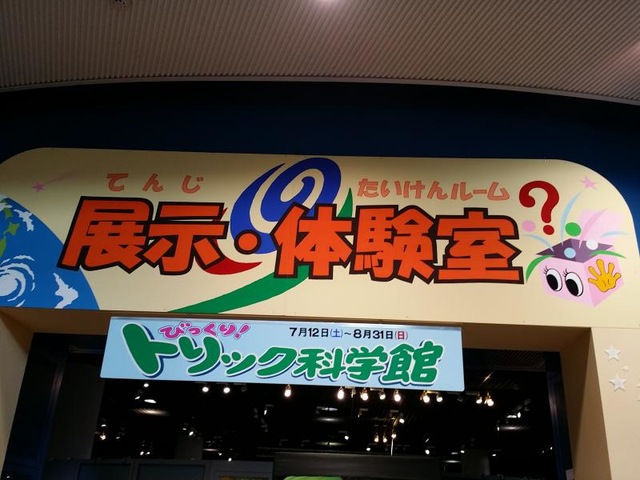 てんじ たいけんルーム
展示・体験室?
びっくり! 7月12日(土)~8月31日(日)
トリック科学館